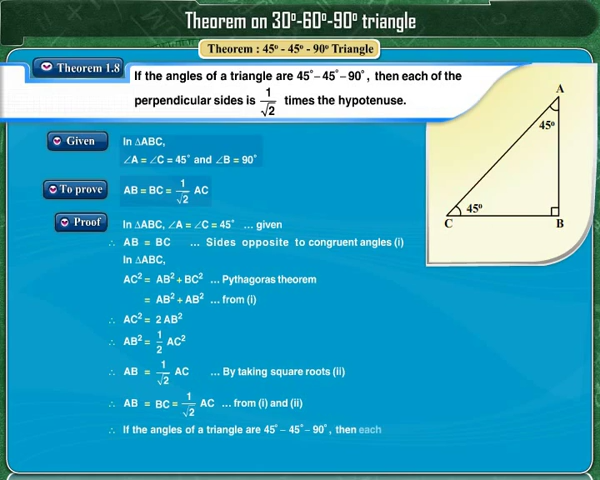 Theorem on 30°-60°-90° triangle
Theorem : 45° - 45° - 90° Triangle
Theorem 1.8
If the angles of a triangle are 45°– 45°– 90°, then each of the
perpendicular sides is 1/√2 times the hypotenuse.
A
45°
45°
C
B
Given
In △ABC,
∠A = ∠C = 45° and ∠B = 90°
To prove
AB = BC = 1/√2 AC
Proof
In △ABC, ∠A = ∠C = 45° ... given
∴ AB = BC ... Sides opposite to congruent angles (i)
In △ABC,
AC² = AB² + BC² ... Pythagoras theorem
= AB² + AB² ... from (i)
∴ AC² = 2 AB²
∴ AB² = 1/2 AC²
∴ AB = 1/√2 AC ... By taking square roots (ii)
∴ AB = BC = 1/√2 AC ... from (i) and (ii)
∴ If the angles of a triangle are 45° – 45° – 90°, then each